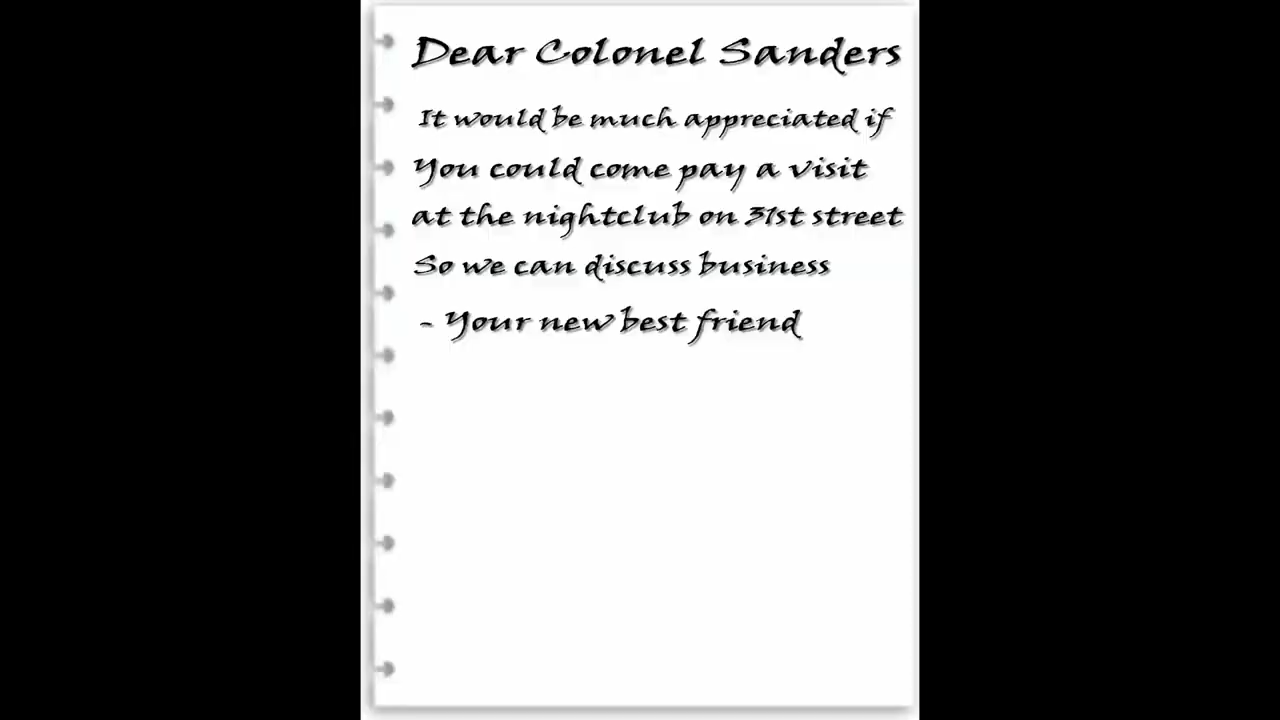 Dear Colonel Sanders
It would be much appreciated if
You could come pay a visit
at the nightclub on 31st street
So we can discuss business
- Your new best friend